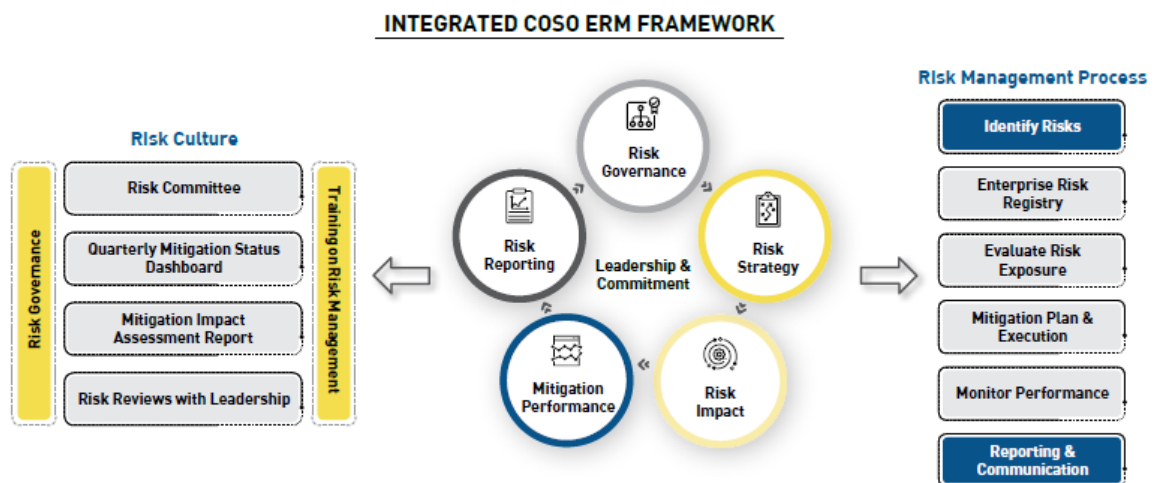 INTEGRATED COSO ERM FRAMEWORK
Risk Culture
Risk Governance
Risk Committee
Quarterly Mitigation Status
Dashboard
Mitigation Impact
Assessment Report
Risk Reviews with Leadership
Training on Risk Management
Risk
Governance
Risk
Strategy
Risk
Impact
Mitigation
Performance
Risk
Reporting
Leadership &
Commitment
Risk Management Process
Identify Risks
Enterprise Risk
Registry
Evaluate Risk
Exposure
Mitigation Plan &
Execution
Monitor Performance
Reporting &
Communication